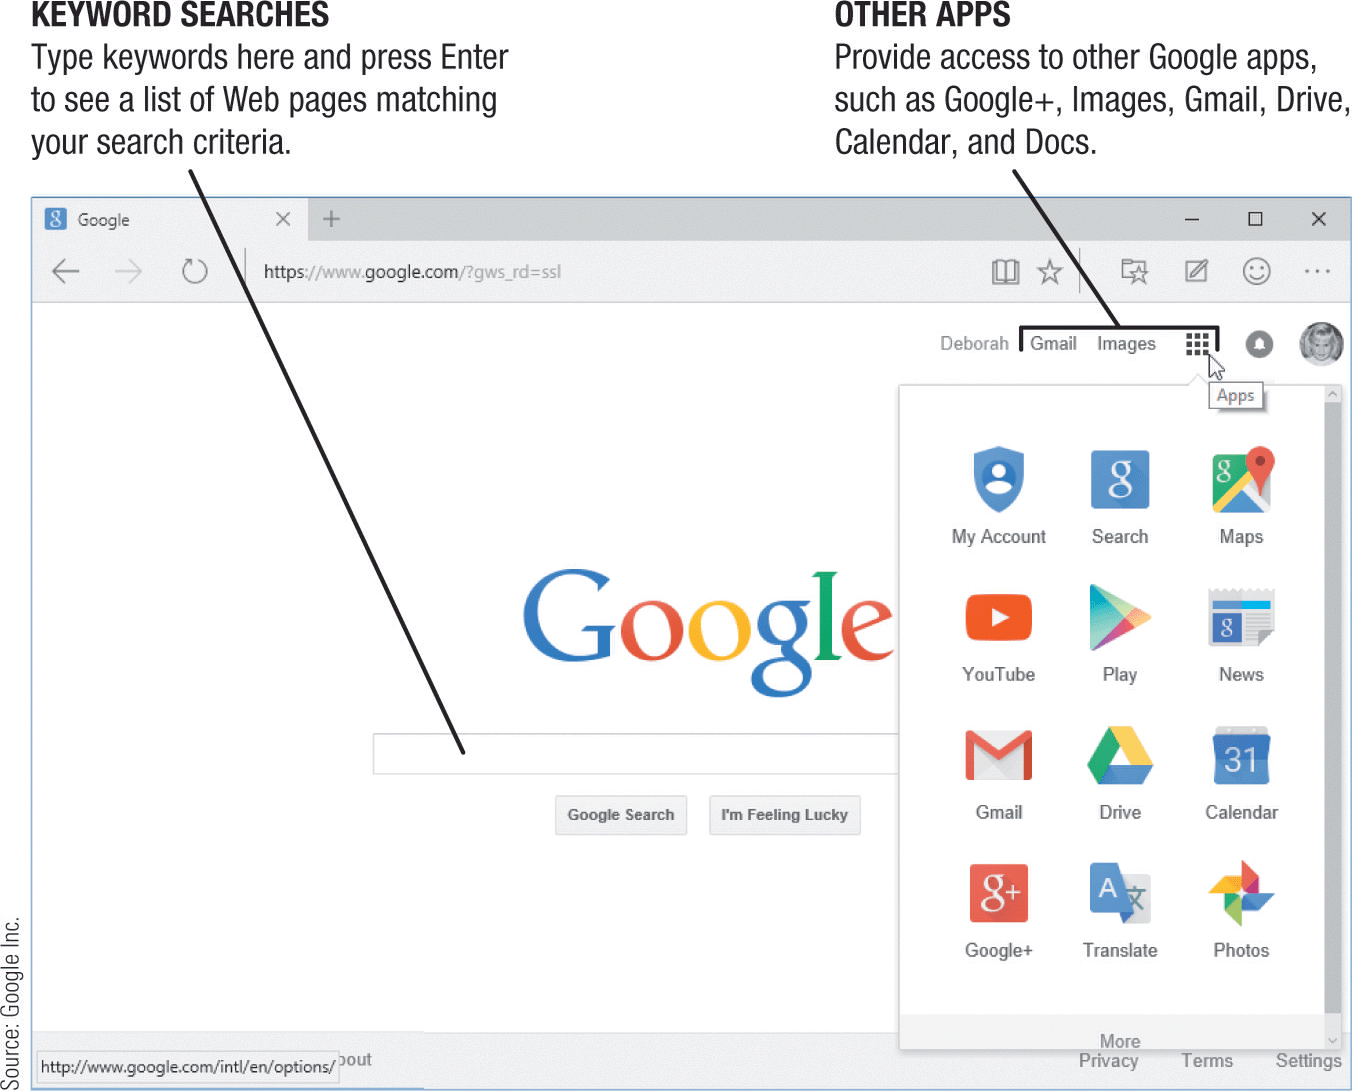 KEYWORD SEARCHES
Type keywords here and press Enter
to see a list of Web pages matching
your search criteria.
OTHER APPS
Provide access to other Google apps,
such as Google+, Images, Gmail, Drive,
Calendar, and Docs.
8 Google
https://www.google.com/?gws_rd=ssl
Deborah Gmail Images
Apps
g g
My Account Search Maps
Google
g
YouTube Play News
31
Gmail Drive Calendar
Google Search I'm Feeling Lucky
g+ A 文
Google+ Translate Photos
More
http://www.google.com/intl/en/options/ bout
Privacy Terms Settings
Source: Google Inc.